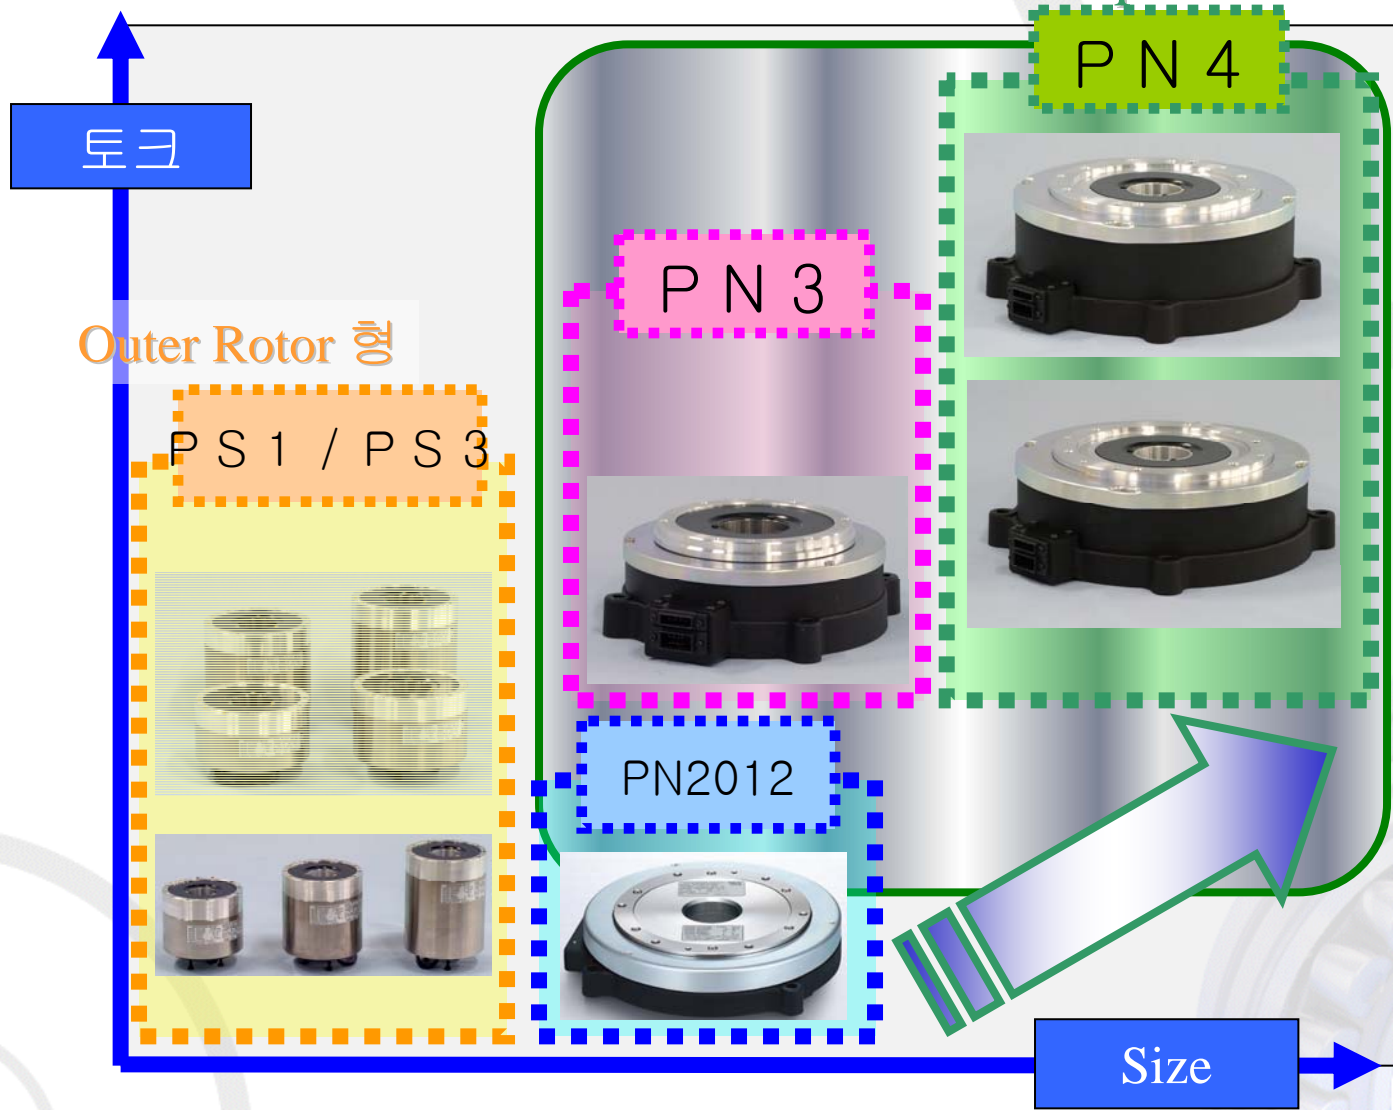 PN4
토크
PN3
Outer Rotor 형
PS1 / PS3
PN2012
Size